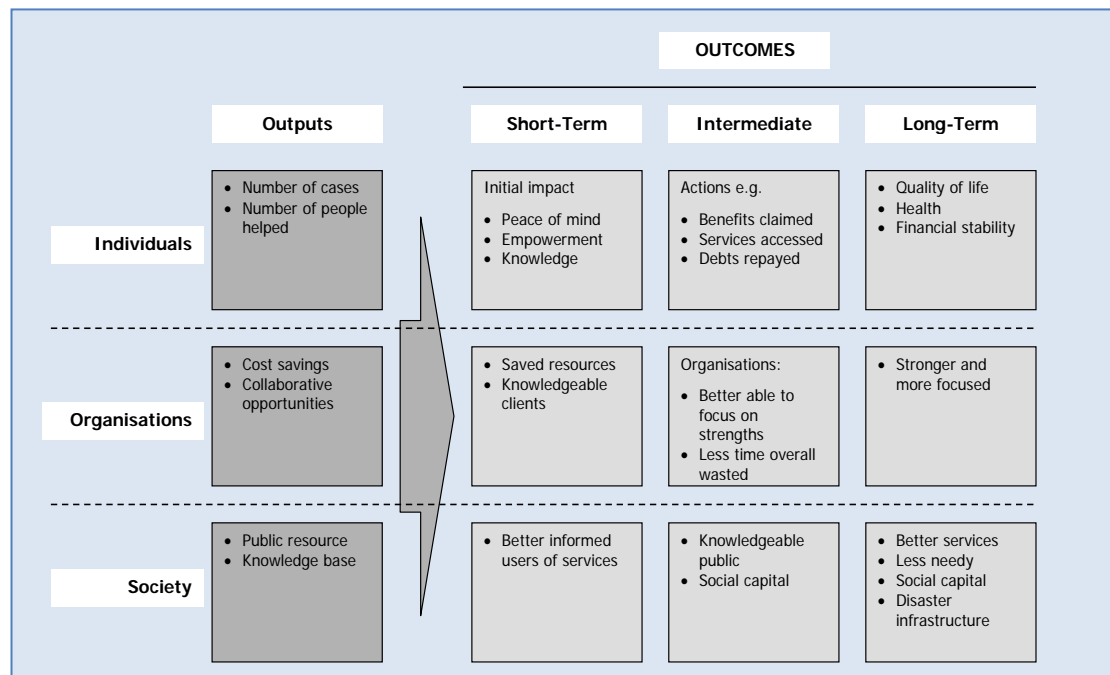 OUTCOMES
Outputs
Short-Term
Intermediate
Long-Term
Individuals
• Number of cases
• Number of people
helped
Initial impact
• Peace of mind
• Empowerment
• Knowledge
Actions e.g.
• Benefits claimed
• Services accessed
• Debts repayed
• Quality of life
• Health
• Financial stability
Organisations
• Cost savings
• Collaborative
opportunities
• Saved resources
• Knowledgeable
clients
Organisations:
• Better able to
focus on
strengths
• Less time overall
wasted
• Stronger and
more focused
Society
• Public resource
• Knowledge base
• Better informed
users of services
• Knowledgeable
public
• Social capital
• Better services
• Less needy
• Social capital
• Disaster
infrastructure